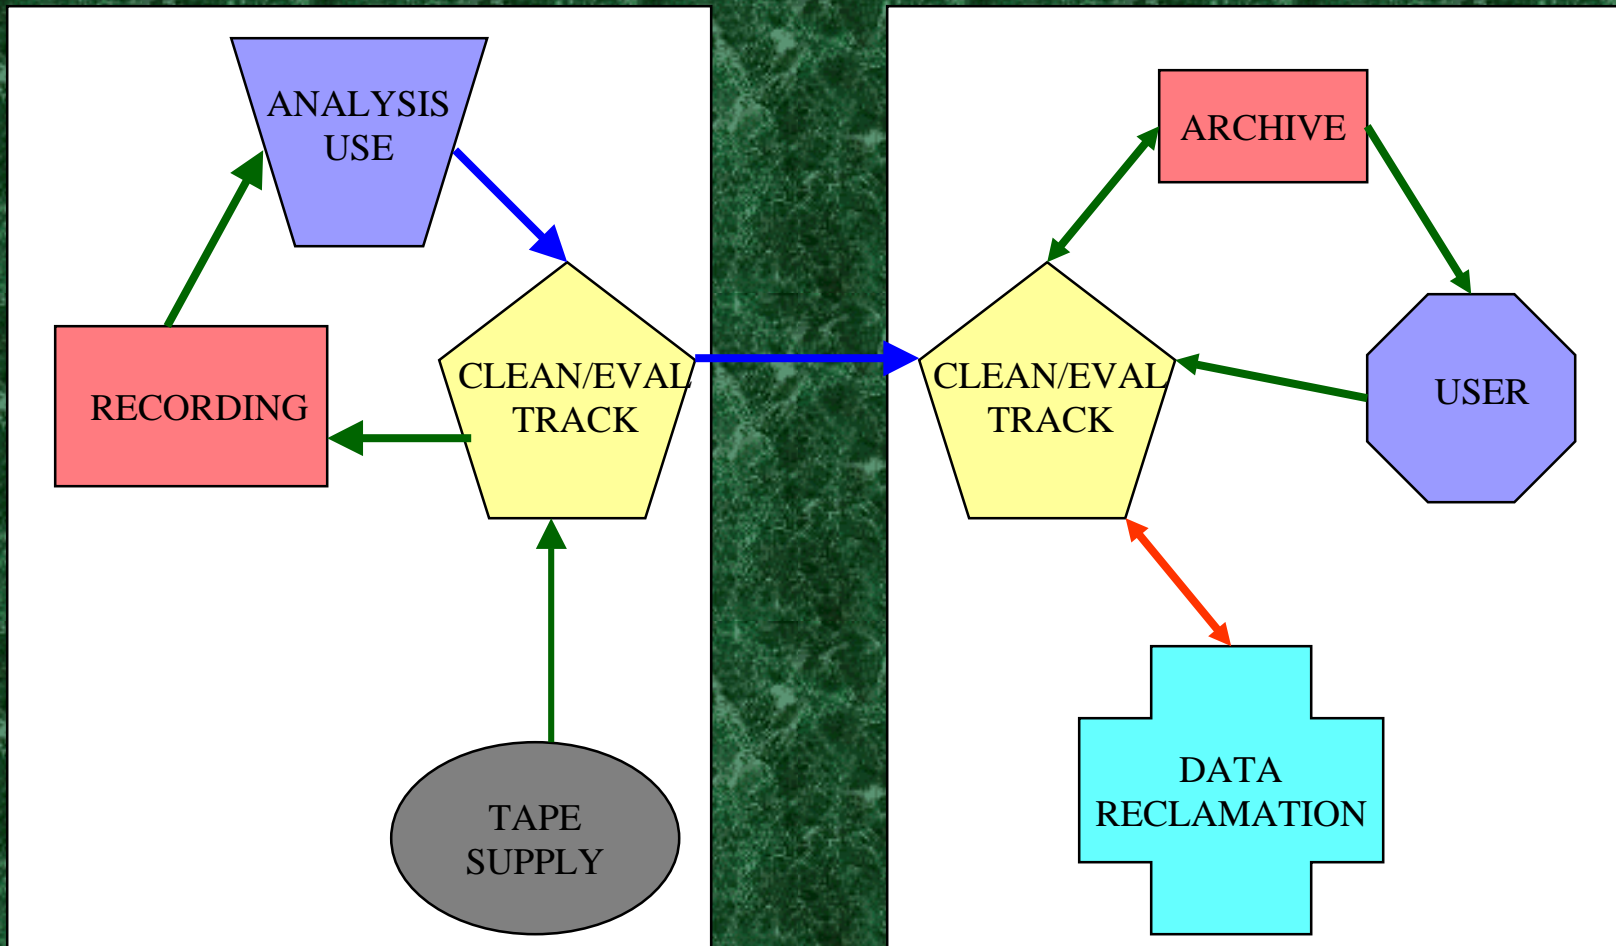 ANALYSIS
USE
RECORDING
CLEAN/EVAL
TRACK
TAPE
SUPPLY
ARCHIVE
CLEAN/EVAL
TRACK
USER
DATA
RECLAMATION